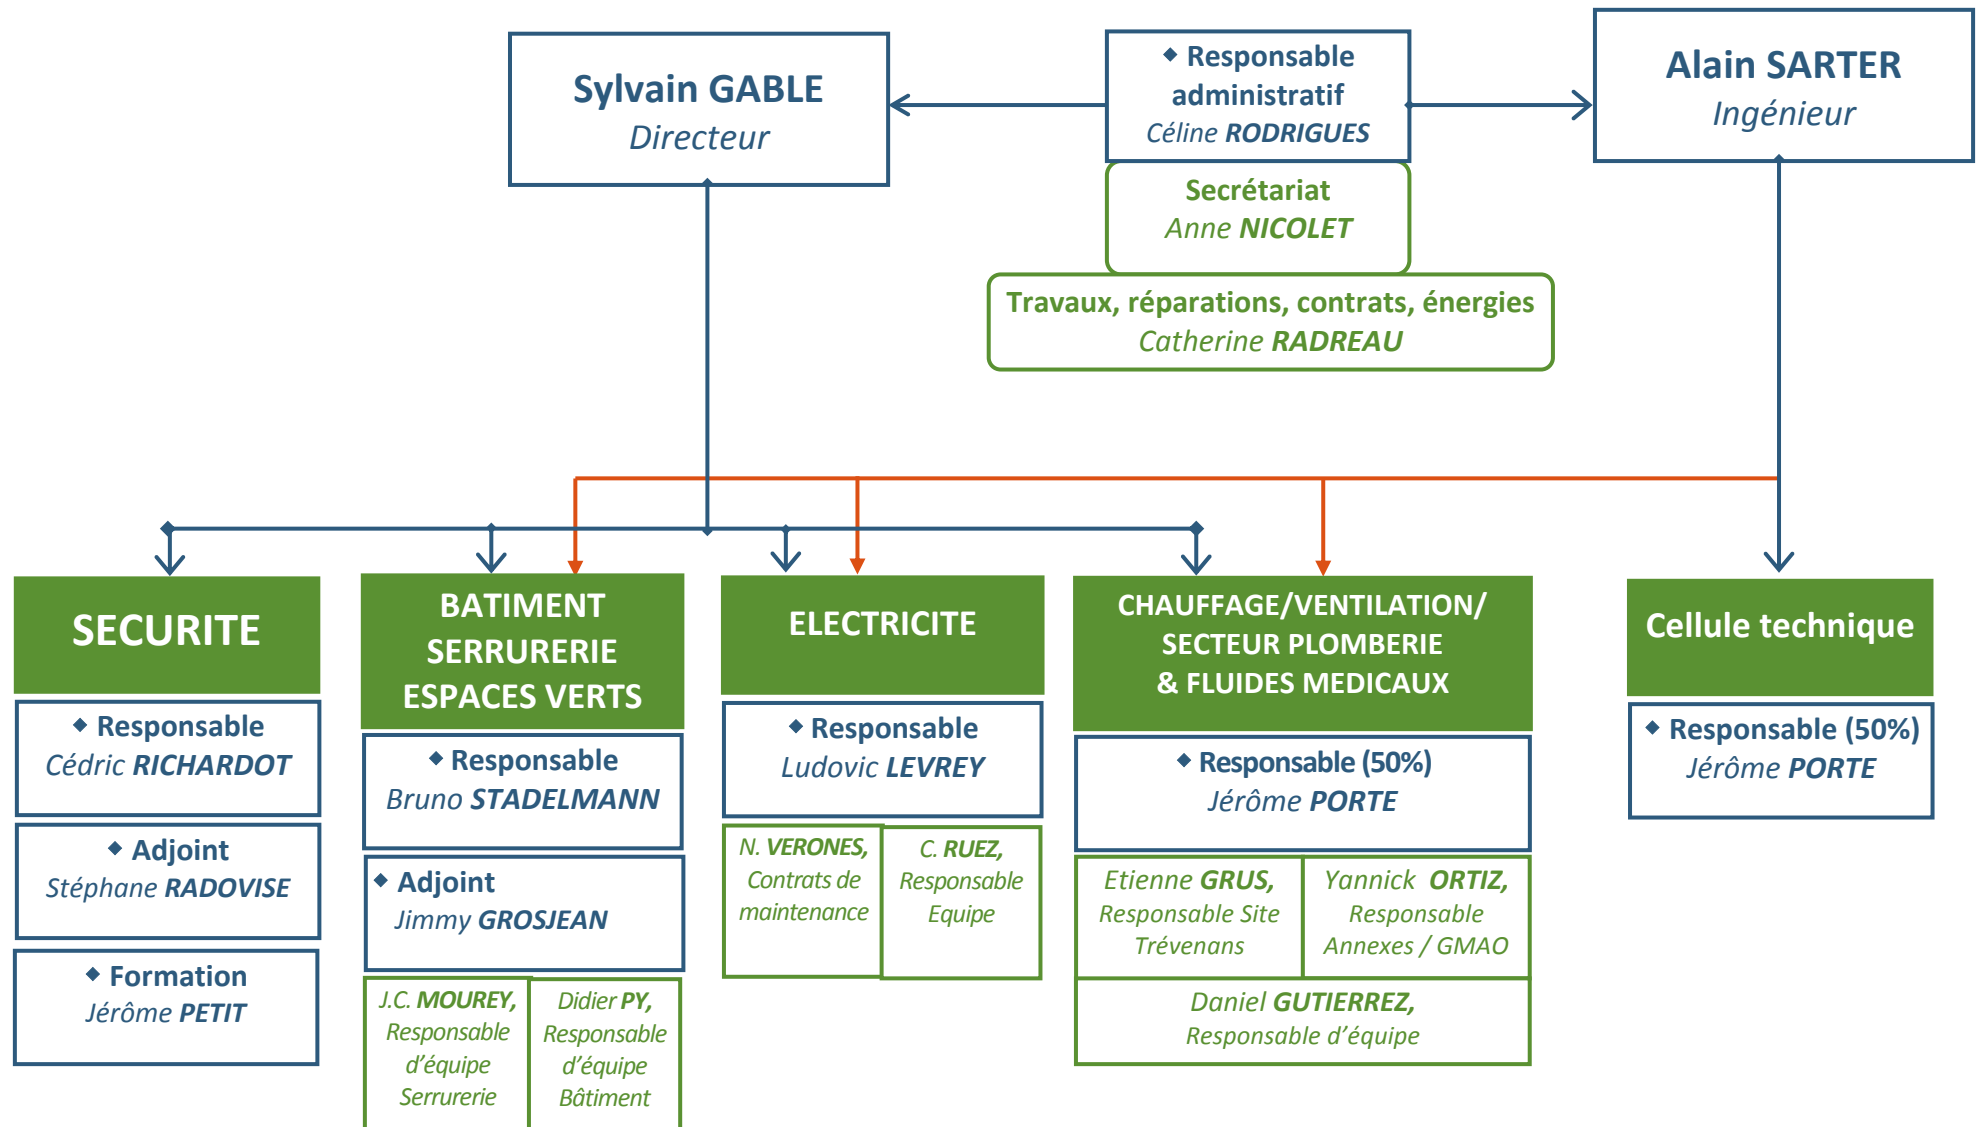 Sylvain GABLE
Directeur
◆ Responsable
administratif
Céline RODRIGUES
Alain SARTER
Ingénieur
Secrétariat
Anne NICOLET
Travaux, réparations, contrats, énergies
Catherine RADREAU
SECURITE
◆ Responsable
Cédric RICHARDOT
◆ Adjoint
Stéphane RADOVISE
◆ Formation
Jérôme PETIT
BATIMENT
SERRURERIE
ESPACES VERTS
◆ Responsable
Bruno STADELMANN
◆ Adjoint
Jimmy GROSJEAN
J.C. MOUREY,
Responsable
d’équipe
Serrurerie
Didier PY,
Responsable
d’équipe
Bâtiment
ELECTRICITE
◆ Responsable
Ludovic LEVREY
N. VERONES,
Contrats de
maintenance
C. RUEZ,
Responsable
Equipe
CHAUFFAGE/VENTILATION/
SECTEUR PLOMBERIE
& FLUIDES MEDICAUX
◆ Responsable (50%)
Jérôme PORTE
Etienne GRUS,
Responsable Site
Trévenans
Yannick ORTIZ,
Responsable
Annexes / GMAO
Daniel GUTIERREZ,
Responsable d’équipe
Cellule technique
◆ Responsable (50%)
Jérôme PORTE